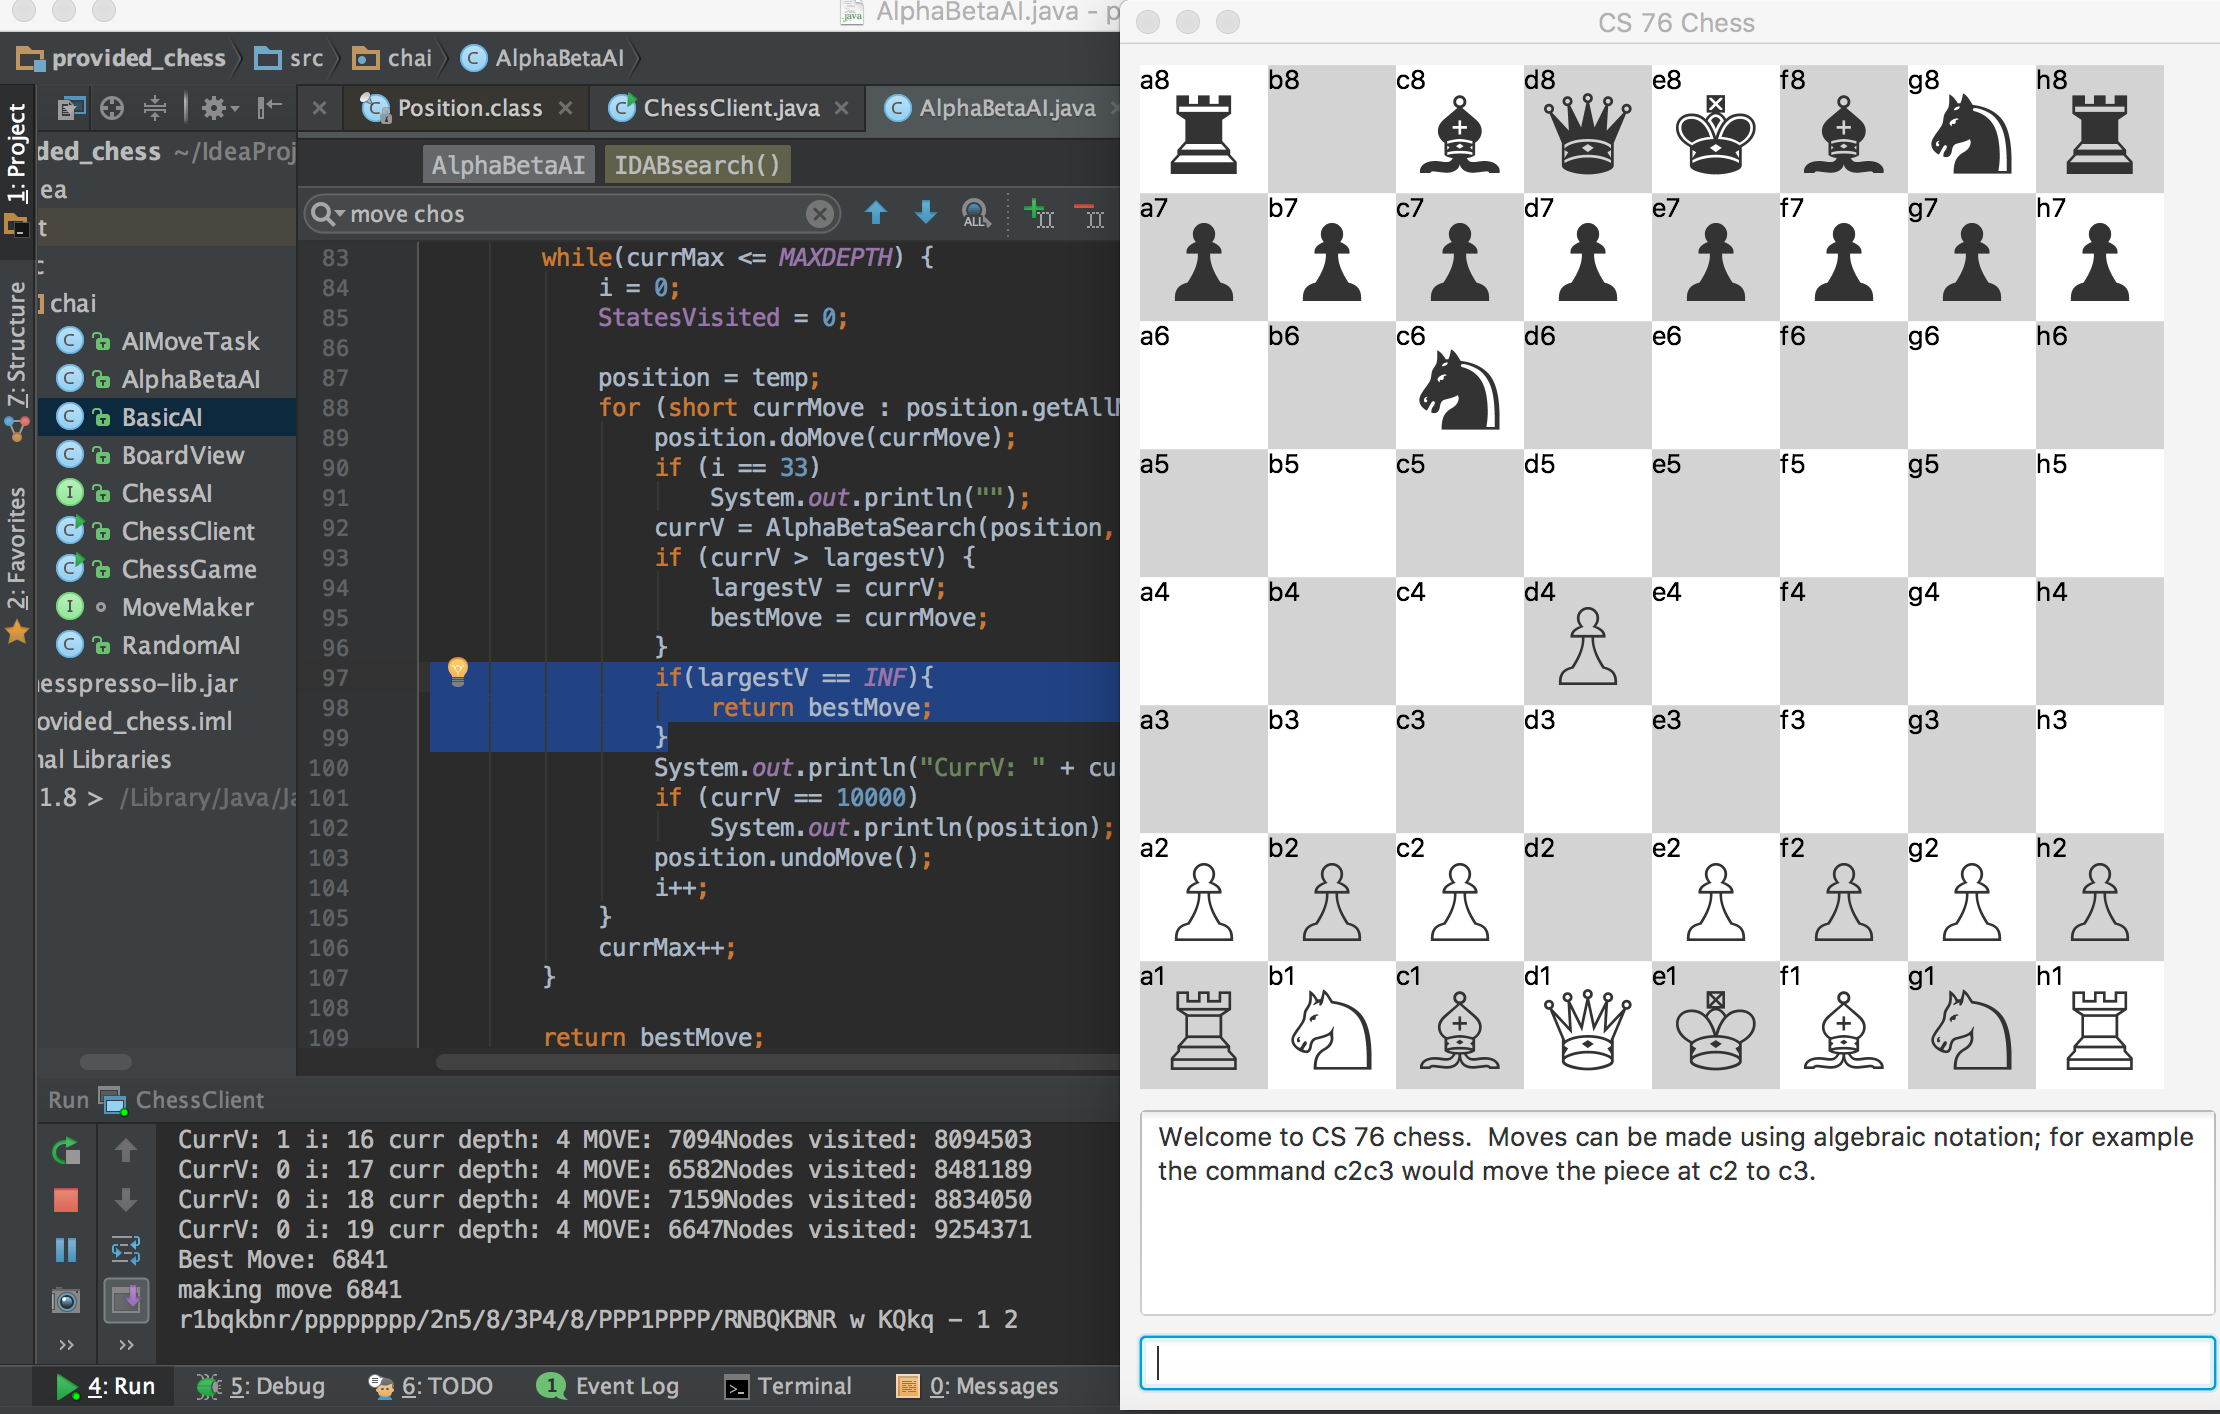 AlphaBetaAI.java - p
CS 76 Chess
provided_chess
src
chai
AlphaBetaAI
1: Project
7: Structure
2: Favorites
Position.class
ChessClient.java
AlphaBetaAI.java
ded_chess ~/IdeaProj
ea
t
c
chai
AIMoveTask
AlphaBetaAI
BasicAI
BoardView
ChessAI
ChessClient
ChessGame
MoveMaker
RandomAI
esspresso-lib.jar
ovided_chess.iml
nal Libraries
1.8 > /Library/Java/Ja
AlphaBetaAI
IDABsearch()
move chos
83 while(currMax <= MAXDEPTH) {
84 i = 0;
85 StatesVisited = 0;
86
87 position = temp;
88 for (short currMove : position.getAllM
89 position.doMove(currMove);
90 if (i == 33)
91 System.out.println("");
92 currV = AlphaBetaSearch(position,
93 if (currV > largestV) {
94 largestV = currV;
95 bestMove = currMove;
96 }
97 if(largestV == INF){
98 return bestMove;
99 }
100 System.out.println("CurrV: " + cu
101 if (currV == 10000)
102 System.out.println(position);
103 position.undoMove();
104 i++;
105 }
106 currMax++;
107 }
108
109 return bestMove;
Run ChessClient
CurrV: 1 i: 16 curr depth: 4 MOVE: 7094Nodes visited: 8094503
CurrV: 0 i: 17 curr depth: 4 MOVE: 6582Nodes visited: 8481189
CurrV: 0 i: 18 curr depth: 4 MOVE: 7159Nodes visited: 8834050
CurrV: 0 i: 19 curr depth: 4 MOVE: 6647Nodes visited: 9254371
Best Move: 6841
making move 6841
r1bqkbnr/pppppppp/2n5/8/3P4/8/PPP1PPPP/RNBQKBNR w KQkq - 1 2
4: Run
5: Debug
6: TODO
1 Event Log
Terminal
0: Messages
a8 b8 c8 d8 e8 f8 g8 h8
a7 b7 c7 d7 e7 f7 g7 h7
a6 b6 c6 d6 e6 f6 g6 h6
a5 b5 c5 d5 e5 f5 g5 h5
a4 b4 c4 d4 e4 f4 g4 h4
a3 b3 c3 d3 e3 f3 g3 h3
a2 b2 c2 d2 e2 f2 g2 h2
a1 b1 c1 d1 e1 f1 g1 h1
Welcome to CS 76 chess.  Moves can be made using algebraic notation; for example
the command c2c3 would move the piece at c2 to c3.